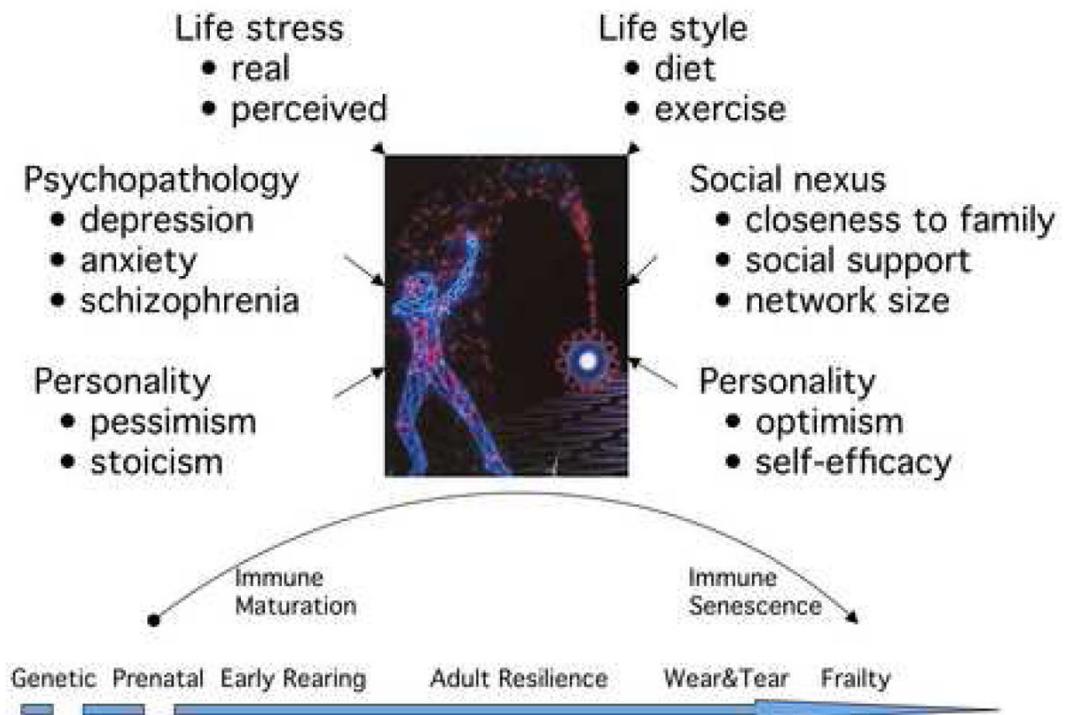 Life stress
• real
• perceived
Life style
• diet
• exercise
Psychopathology
• depression
• anxiety
• schizophrenia
Social nexus
• closeness to family
• social support
• network size
Personality
• pessimism
• stoicism
Personality
• optimism
• self-efficacy
Immune
Maturation
Immune
Senescence
Genetic Prenatal Early Rearing Adult Resilience Wear&Tear Frailty